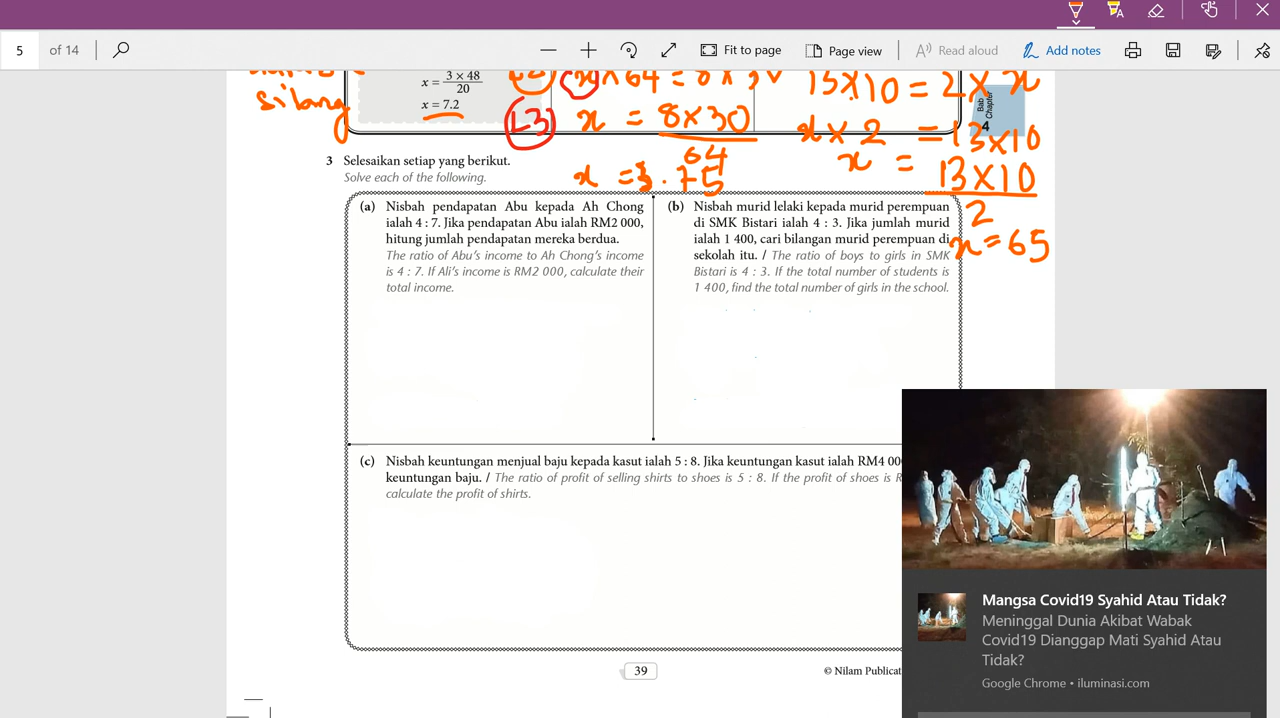 5 of 14
Fit to page
Page view
Read aloud
Add notes
x = 3 × 48
20
x = 7.2
silang
x = 8 × 30
64
x = 3.75
13 × 10 = 2 × x
x × 2 = 13 × 10
x = 13 × 10
2
x = 65
Bab
Chapter
4
3 Selesaikan setiap yang berikut.
Solve each of the following.
(a) Nisbah pendapatan Abu kepada Ah Chong
ialah 4 : 7. Jika pendapatan Abu ialah RM2 000,
hitung jumlah pendapatan mereka berdua.
The ratio of Abu's income to Ah Chong's income
is 4 : 7. If Ali's income is RM2 000, calculate their
total income.
(b) Nisbah murid lelaki kepada murid perempuan
di SMK Bistari ialah 4 : 3. Jika jumlah murid
ialah 1 400, cari bilangan murid perempuan di
sekolah itu. / The ratio of boys to girls in SMK
Bistari is 4 : 3. If the total number of students is
1 400, find the total number of girls in the school.
(c) Nisbah keuntungan menjual baju kepada kasut ialah 5 : 8. Jika keuntungan kasut ialah RM4 00
keuntungan baju. / The ratio of profit of selling shirts to shoes is 5 : 8. If the profit of shoes is R
calculate the profit of shirts.
39
© Nilam Publicat
Mangsa Covid19 Syahid Atau Tidak?
Meninggal Dunia Akibat Wabak
Covid19 Dianggap Mati Syahid Atau
Tidak?
Google Chrome • iluminasi.com